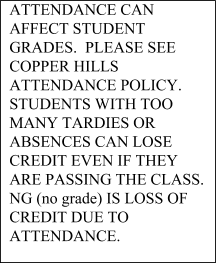 ATTENDANCE CAN
AFFECT STUDENT
GRADES.  PLEASE SEE
COPPER HILLS
ATTENDANCE POLICY.
STUDENTS WITH TOO
MANY TARDIES OR
ABSENCES CAN LOSE
CREDIT EVEN IF THEY
ARE PASSING THE CLASS.
NG (no grade) IS LOSS OF
CREDIT DUE TO
ATTENDANCE.